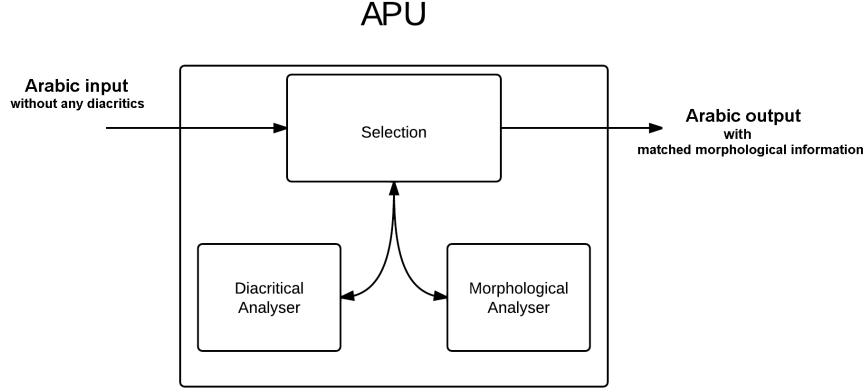 APU
Arabic input
without any diacritics
Selection
Arabic output
with
matched morphological information
Diacritical
Analyser
Morphological
Analyser